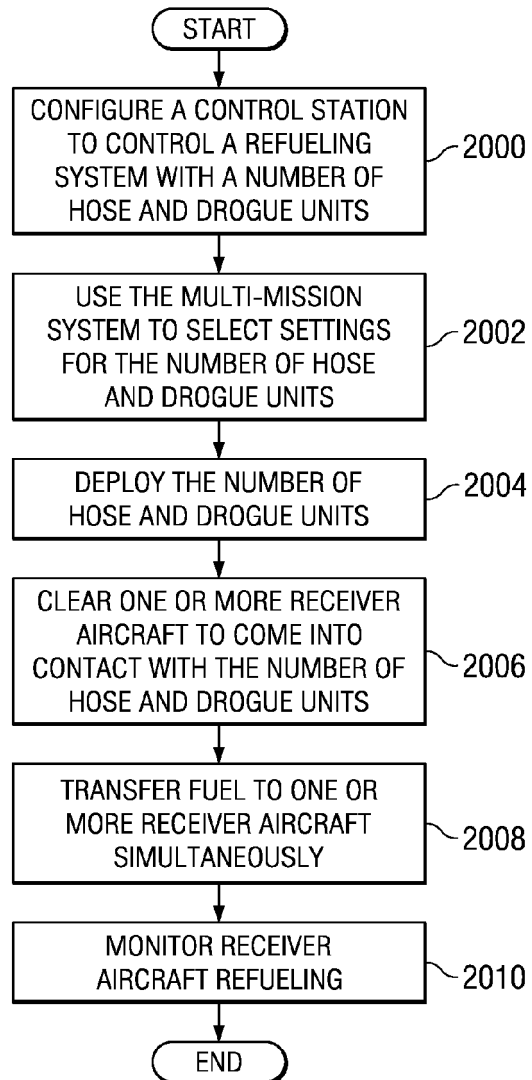 START
CONFIGURE A CONTROL STATION
TO CONTROL A REFUELING
SYSTEM WITH A NUMBER OF
HOSE AND DROGUE UNITS
2000
USE THE MULTI-MISSION
SYSTEM TO SELECT SETTINGS
FOR THE NUMBER OF HOSE
AND DROGUE UNITS
2002
DEPLOY THE NUMBER OF
HOSE AND DROGUE UNITS
2004
CLEAR ONE OR MORE RECEIVER
AIRCRAFT TO COME INTO
CONTACT WITH THE NUMBER OF
HOSE AND DROGUE UNITS
2006
TRANSFER FUEL TO ONE OR
MORE RECEIVER AIRCRAFT
SIMULTANEOUSLY
2008
MONITOR RECEIVER
AIRCRAFT REFUELING
2010
END